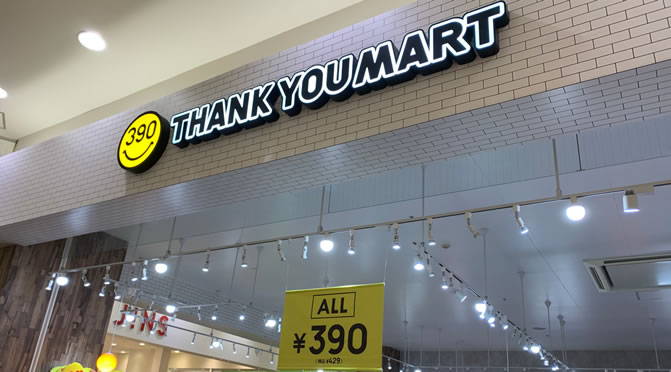 390
THANK YOU MART
ALL
¥390
(税込¥429)
JINS